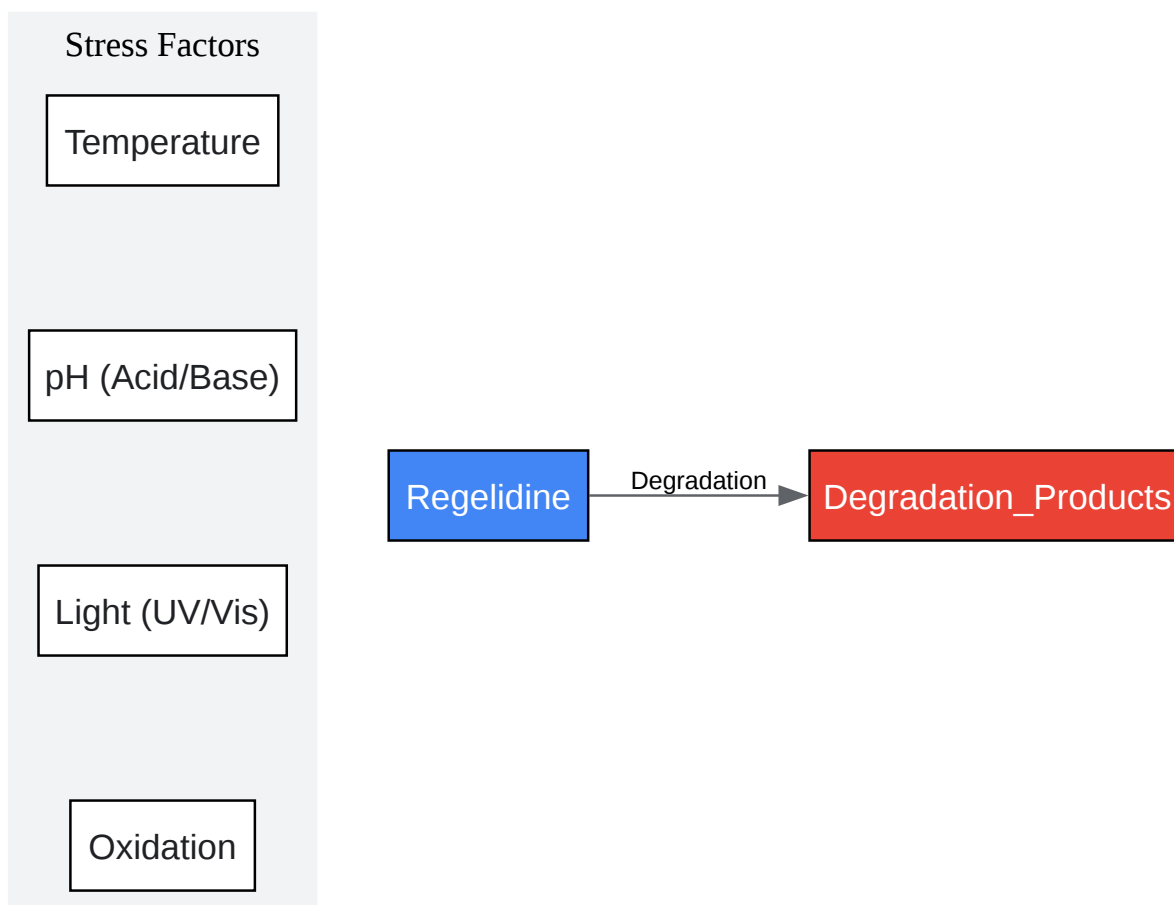 Stress Factors
Temperature
pH (Acid/Base)
Light (UV/Vis)
Oxidation
Regelidine
Degradation
Degradation_Products